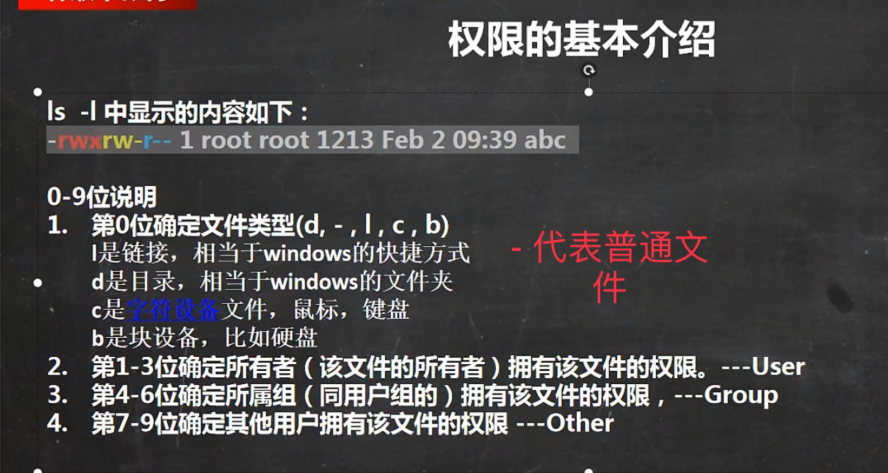 权限的基本介绍
ls -l 中显示的内容如下：
-rwxrw-r-- 1 root root 1213 Feb 2 09:39 abc
0-9位说明
1. 第0位确定文件类型(d, - , l , c , b)
l是链接，相当于windows的快捷方式
d是目录，相当于windows的文件夹
c是字符设备文件，鼠标，键盘
b是块设备，比如硬盘
- 代表普通文
件
2. 第1-3位确定所有者（该文件的所有者）拥有该文件的权限。---User
3. 第4-6位确定所属组（同用户组的）拥有该文件的权限，---Group
4. 第7-9位确定其他用户拥有该文件的权限 ---Other